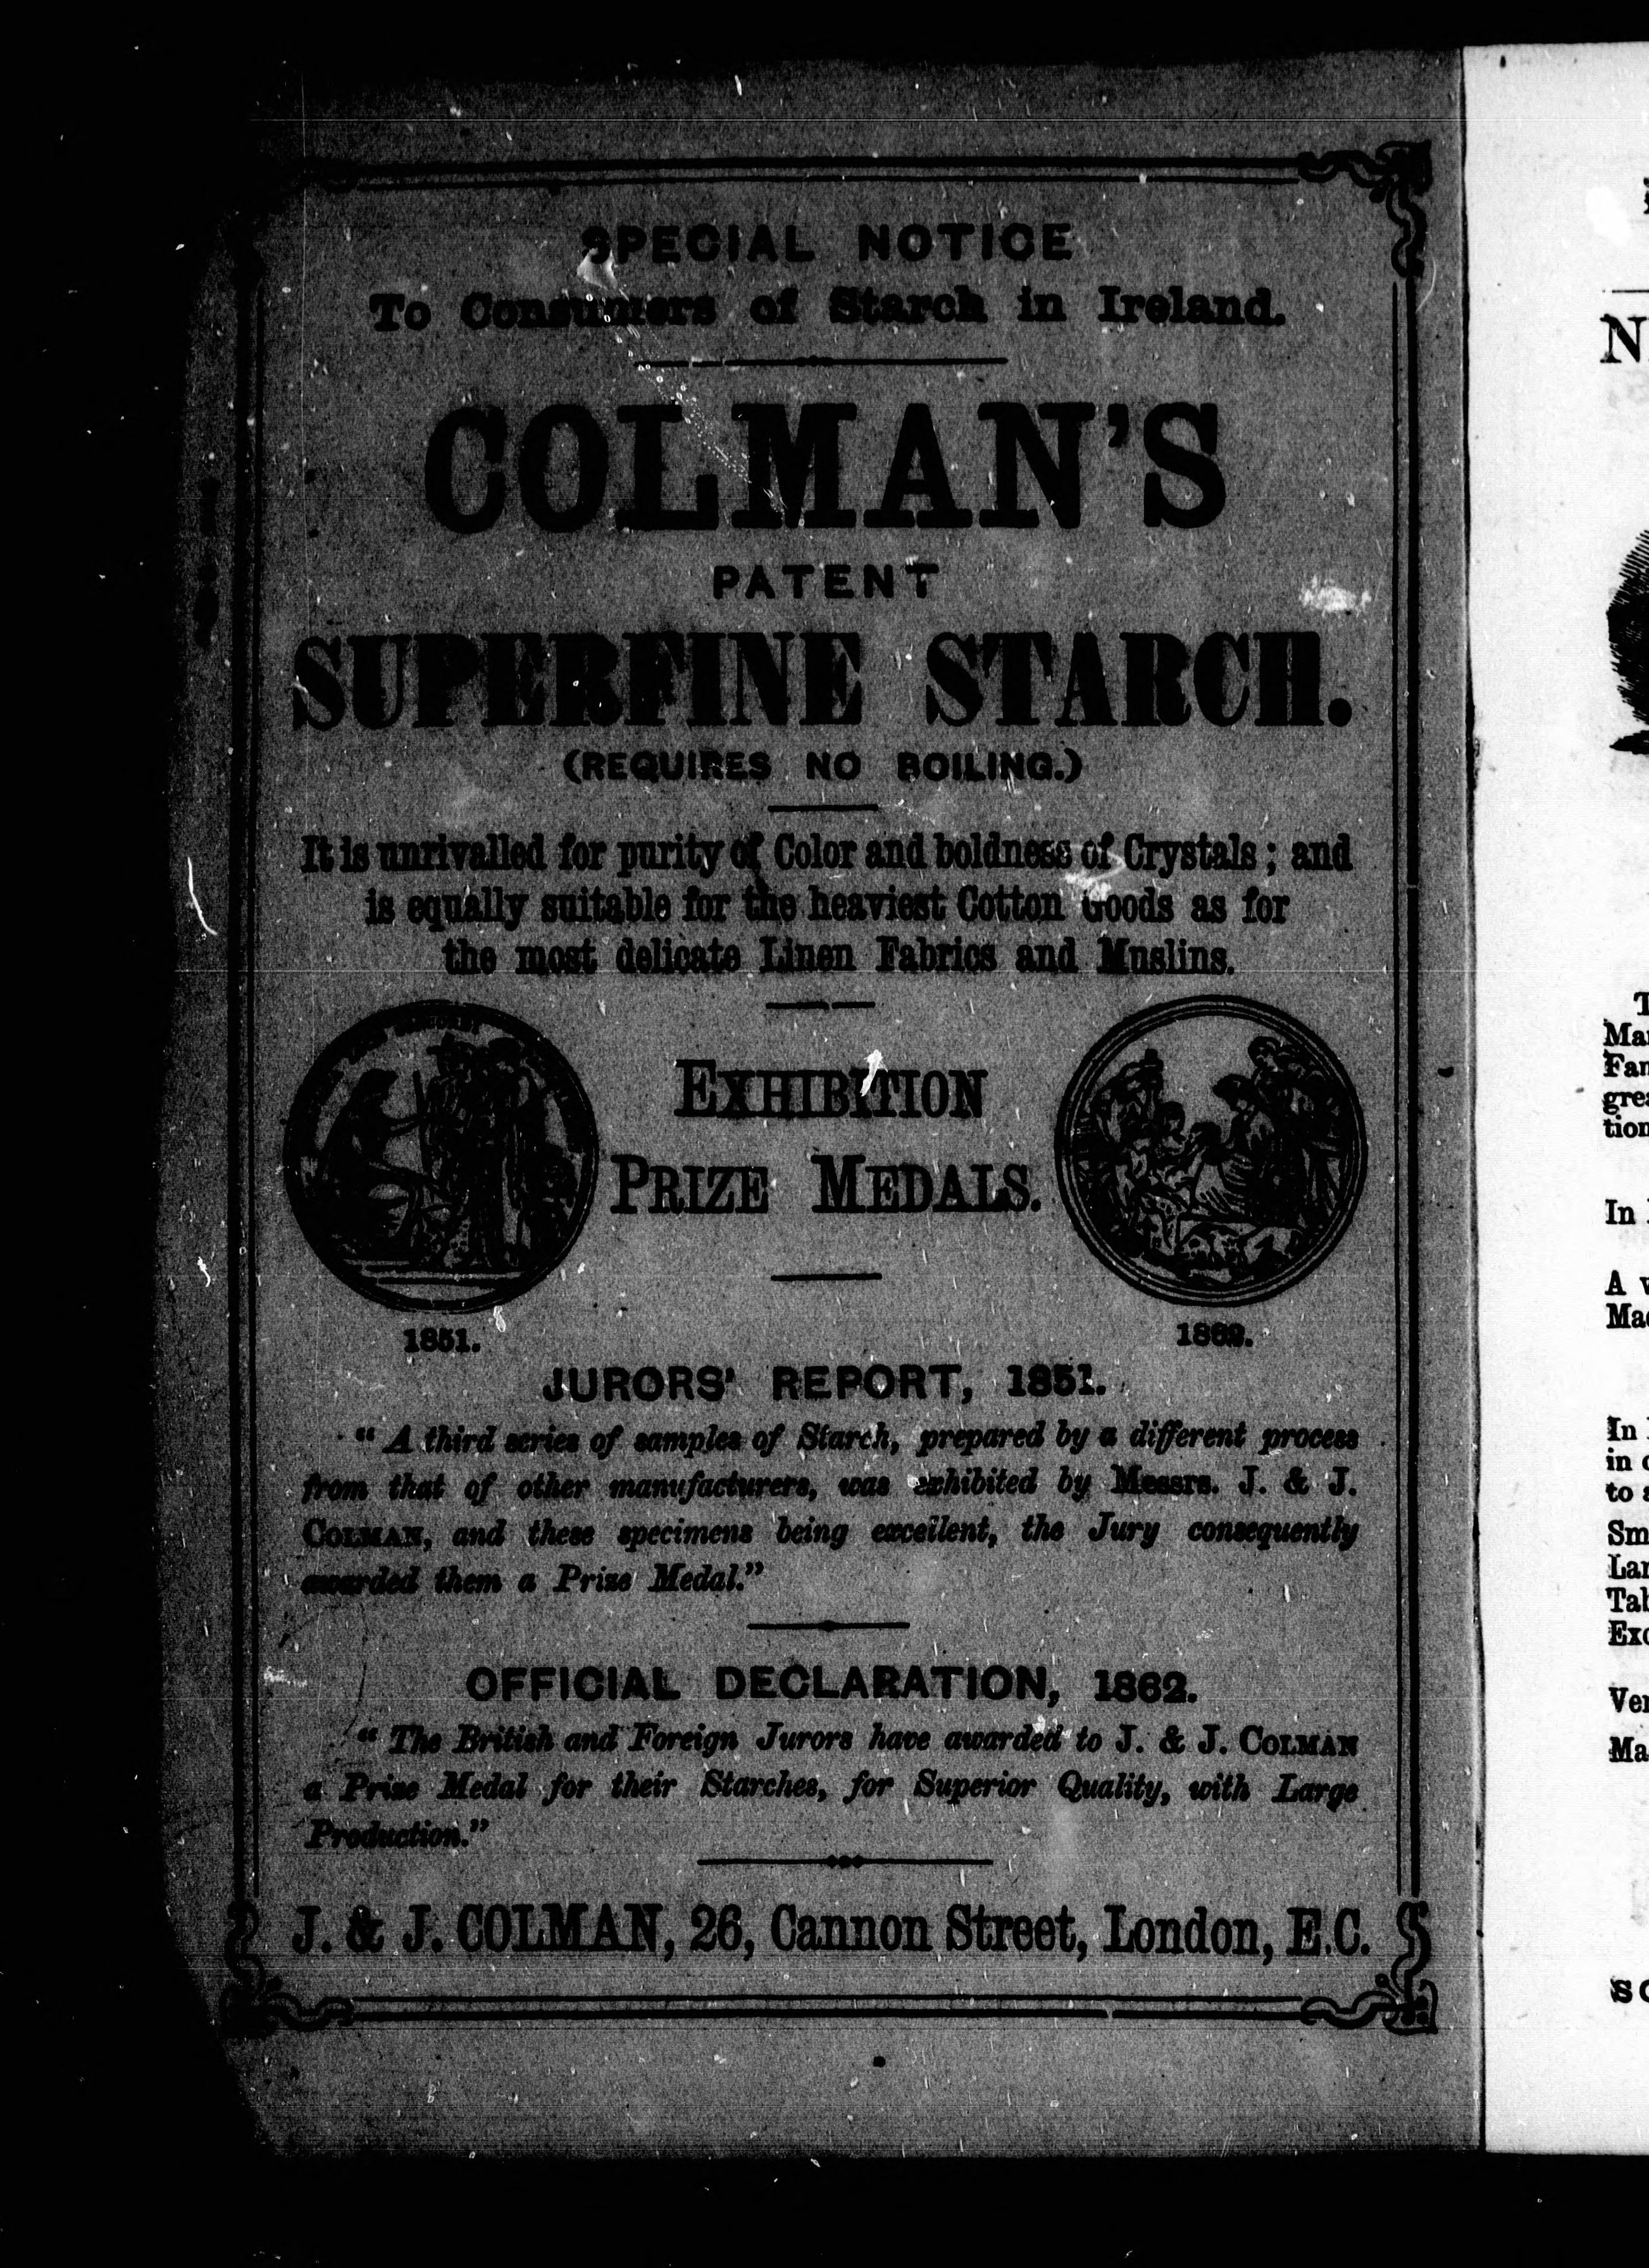 SPECIAL NOTICE
To Consumers of Starch in Ireland.
COLMAN'S
PATENT
SUPERFINE STARCH.
(REQUIRES NO BOILING.)
It is unrivalled for purity of Color and boldness of Crystals; and
is equally suitable for the heaviest Cotton Goods as for
the most delicate Linen Fabrics and Muslins.
EXHIBITION
PRIZE MEDALS.
1851.
1862.
JURORS' REPORT, 1851.
"A third series of samples of Starch, prepared by a different process
from that of other manufacturers, was exhibited by Messrs. J. & J.
COLMAN, and these specimens being excellent, the Jury consequently
awarded them a Prize Medal."
OFFICIAL DECLARATION, 1862.
"The British and Foreign Jurors have awarded to J. & J. COLMAN
a Prize Medal for their Starches, for Superior Quality, with Large
Production."
J. & J. COLMAN, 26, Cannon Street, London, E.C.
In
A
In
in
to